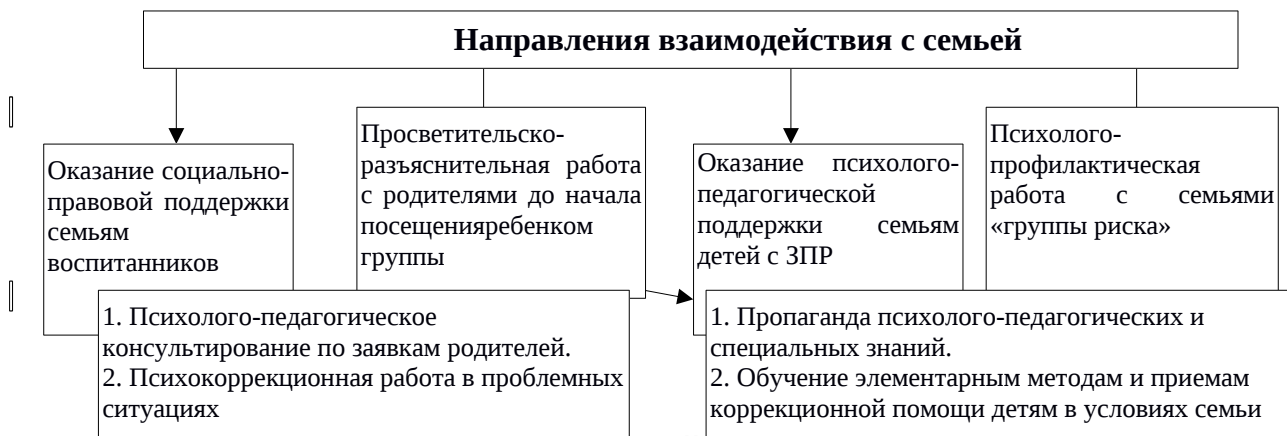 Направления взаимодействия с семьей
Оказание социально-
правовой поддержки
семьям
воспитанников
Просветительско-
разъяснительная работа
с родителями до начала
посещенияребенком
группы
Оказание психолого-
педагогической
поддержки семьям
детей с ЗПР
Психолого-
профилактическая
работа с семьями
«группы риска»
1. Психолого-педагогическое
консультирование по заявкам родителей.
2. Психокоррекционная работа в проблемных
ситуациях
1. Пропаганда психолого-педагогических и
специальных знаний.
2. Обучение элементарным методам и приемам
коррекционной помощи детям в условиях семьи